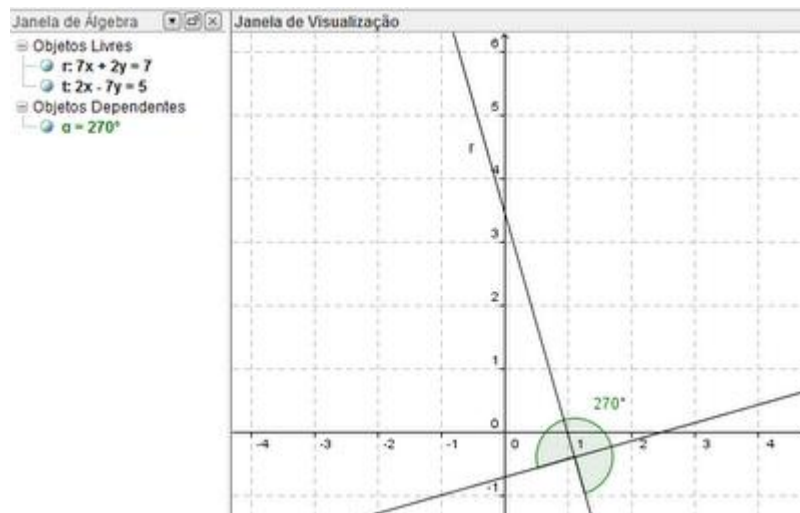 Janela de Álgebra
Objetos Livres
r: 7x + 2y = 7
t: 2x - 7y = 5
Objetos Dependentes
α = 270°
Janela de Visualização
6
5
r
4
3
2
1
270°
0
-4 -3 -2 -1 0 1 2 3 4
-1